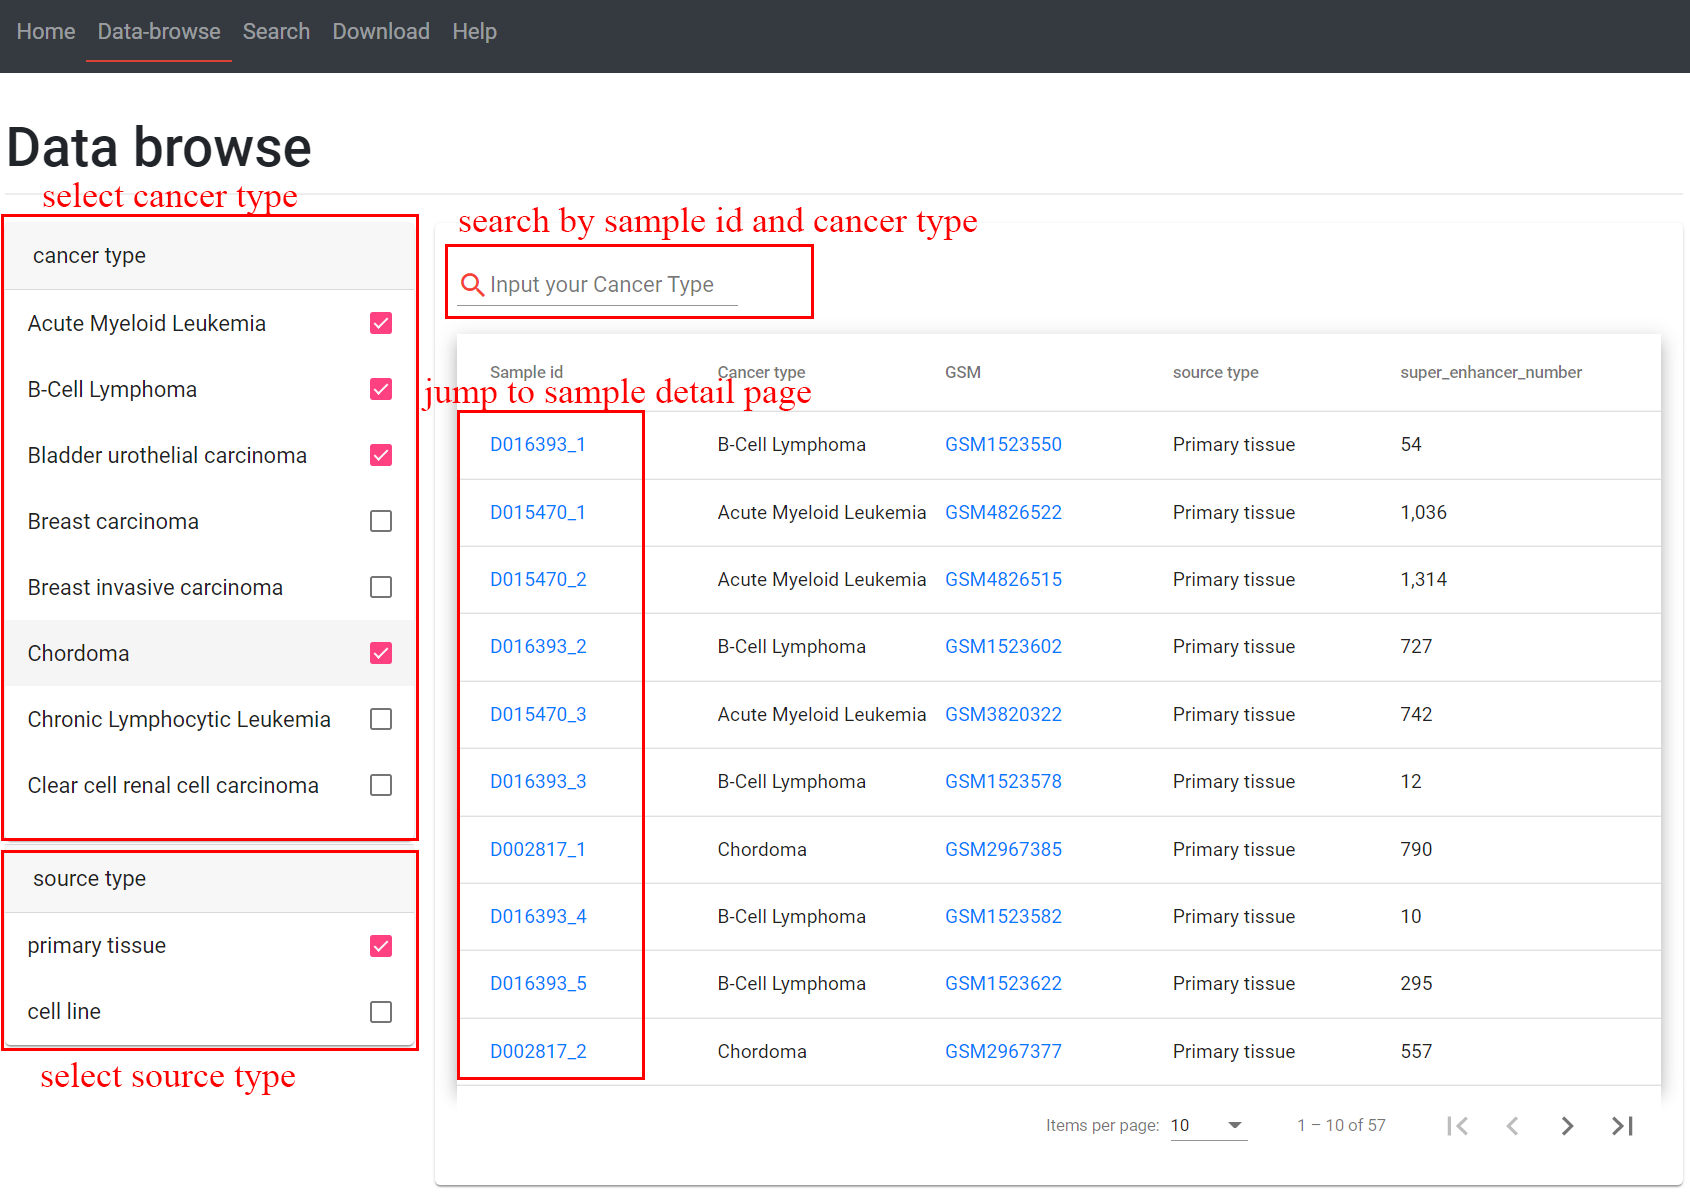 Home Data-browse Search Download Help
Data browse
select cancer type
cancer type
Acute Myeloid Leukemia
B-Cell Lymphoma
Bladder urothelial carcinoma
Breast carcinoma
Breast invasive carcinoma
Chordoma
Chronic Lymphocytic Leukemia
Clear cell renal cell carcinoma
source type
primary tissue
cell line
select source type
search by sample id and cancer type
Input your Cancer Type
Sample id Cancer type GSM source type super_enhancer_number
jump to sample detail page
D016393_1 B-Cell Lymphoma GSM1523550 Primary tissue 54
D015470_1 Acute Myeloid Leukemia GSM4826522 Primary tissue 1,036
D015470_2 Acute Myeloid Leukemia GSM4826515 Primary tissue 1,314
D016393_2 B-Cell Lymphoma GSM1523602 Primary tissue 727
D015470_3 Acute Myeloid Leukemia GSM3820322 Primary tissue 742
D016393_3 B-Cell Lymphoma GSM1523578 Primary tissue 12
D002817_1 Chordoma GSM2967385 Primary tissue 790
D016393_4 B-Cell Lymphoma GSM1523582 Primary tissue 10
D016393_5 B-Cell Lymphoma GSM1523622 Primary tissue 295
D002817_2 Chordoma GSM2967377 Primary tissue 557
Items per page: 10 1 – 10 of 57